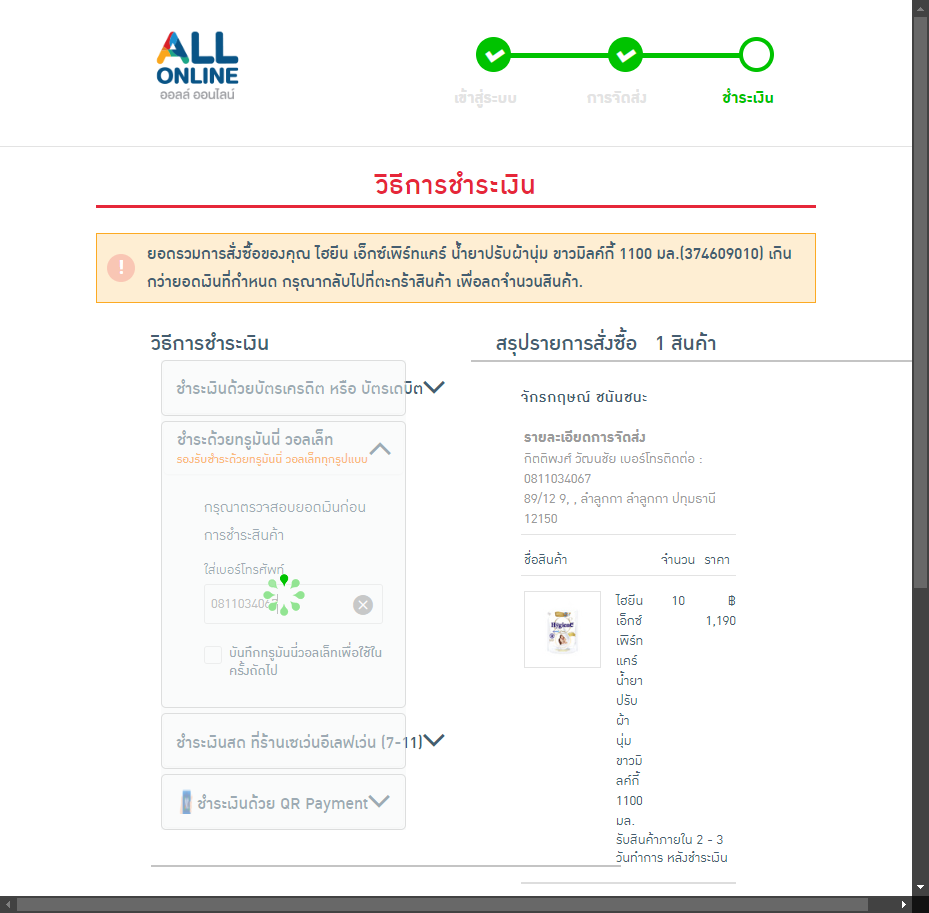 ALL
ONLINE
ออลล์ ออนไลน์
เข้าสู่ระบบ
การจัดส่ง
ชำระเงิน
วิธีการชำระเงิน
ยอดรวมการสั่งซื้อของคุณ ไฮยีน เอ็กซ์เพิร์ทแคร์ น้ำยาปรับผ้านุ่ม ขาวมิลค์กี้ 1100 มล.(374609010) เกิน
กว่ายอดเงินที่กำหนด กรุณากลับไปที่ตะกร้าสินค้า เพื่อลดจำนวนสินค้า.
วิธีการชำระเงิน
ชำระเงินด้วยบัตรเครดิต หรือ บัตรเดบิต
ชำระด้วยทรูมันนี่ วอลเล็ท
รองรับชำระด้วยทรูมันนี่ วอลเล็ททุกรูปแบบ
กรุณาตรวจสอบยอดเงินก่อน
การชำระสินค้า
ใส่เบอร์โทรศัพท์
0811034067
บันทึกทรูมันนี่วอลเล็ทเพื่อใช้ใน
ครั้งถัดไป
ชำระเงินสด ที่ร้านเซเว่นอีเลฟเว่น (7-11)
ชำระเงินด้วย QR Payment
สรุปรายการสั่งซื้อ 1 สินค้า
จักรกฤษณ์ ชนันชนะ
รายละเอียดการจัดส่ง
กิตติพงศ์ วัฒนชัย เบอร์โทรติดต่อ :
0811034067
89/12 9, , ลำลูกกา ลำลูกกา ปทุมธานี
12150
ชื่อสินค้า จำนวน ราคา
Hygiene
ไฮยีน 10 ฿
เอ็กซ์ 1,190
เพิร์ท
แคร์
น้ำยา
ปรับ
ผ้า
นุ่ม
ขาวมิ
ลค์กี้
1100
มล.
รับสินค้าภายใน 2 - 3
วันทำการ หลังชำระเงิน